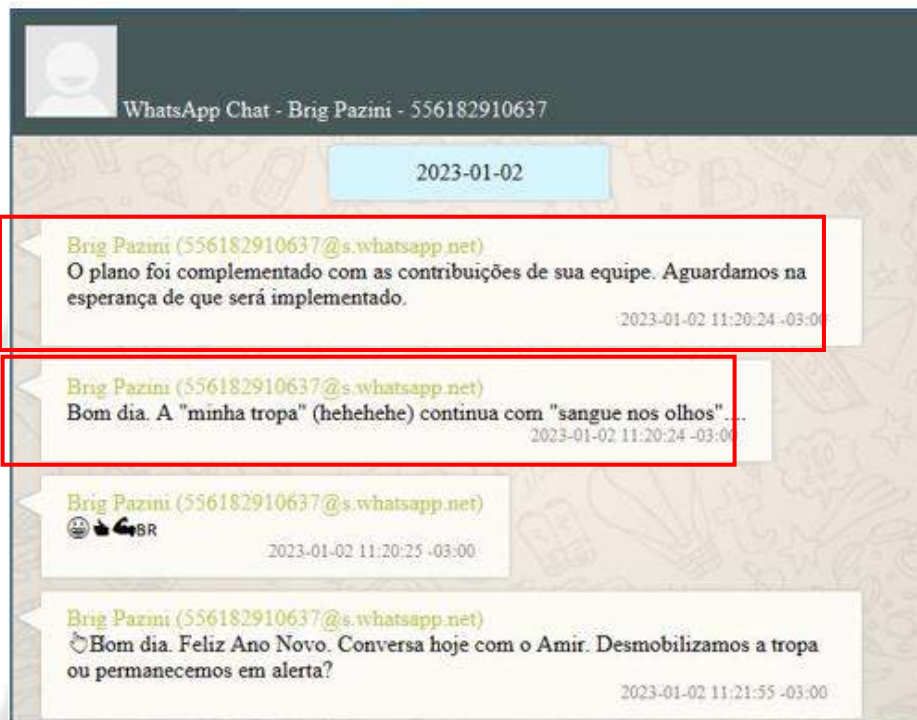 WhatsApp Chat - Brig Pazini - 556182910637
2023-01-02
Brig Pazini (556182910637@s.whatsapp.net)
O plano foi complementado com as contribuições de sua equipe. Aguardamos na
esperança de que será implementado.
2023-01-02 11:20:24 -03:00
Brig Pazini (556182910637@s.whatsapp.net)
Bom dia. A "minha tropa" (hehehehe) continua com "sangue nos olhos"....
2023-01-02 11:20:24 -03:00
Brig Pazini (556182910637@s.whatsapp.net)
😀👍💪BR
2023-01-02 11:20:25 -03:00
Brig Pazini (556182910637@s.whatsapp.net)
👆Bom dia. Feliz Ano Novo. Conversa hoje com o Amir. Desmobilizamos a tropa
ou permanecemos em alerta?
2023-01-02 11:21:55 -03:00